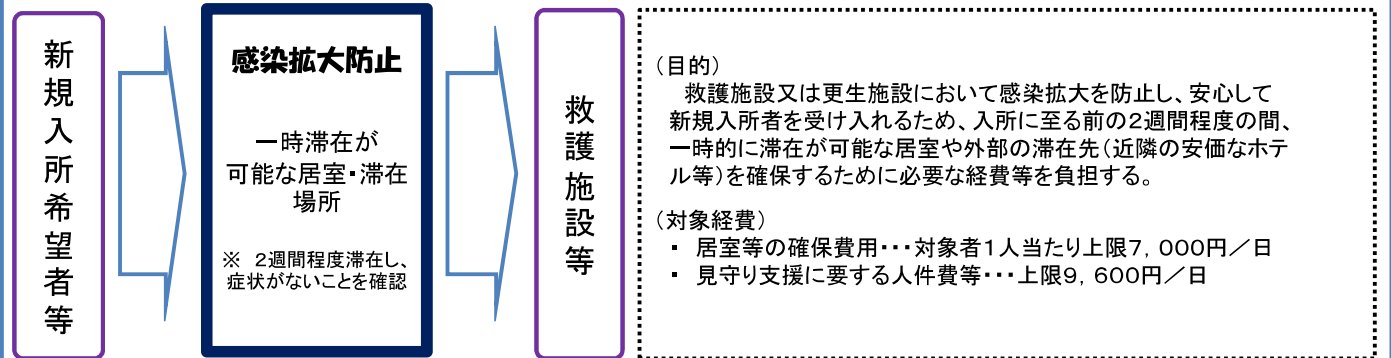 新規入所希望者等
感染拡大防止
一時滞在が
可能な居室・滞在
場所
※　2週間程度滞在し、
症状がないことを確認
救護施設等
（目的）
救護施設又は更生施設において感染拡大を防止し、安心して
新規入所者を受け入れるため、入所に至る前の2週間程度の間、
一時的に滞在が可能な居室や外部の滞在先（近隣の安価なホテ
ル等）を確保するために必要な経費等を負担する。
（対象経費）
▪ 居室等の確保費用・・・対象者１人当たり上限７，０００円／日
▪ 見守り支援に要する人件費等・・・上限９，６００円／日